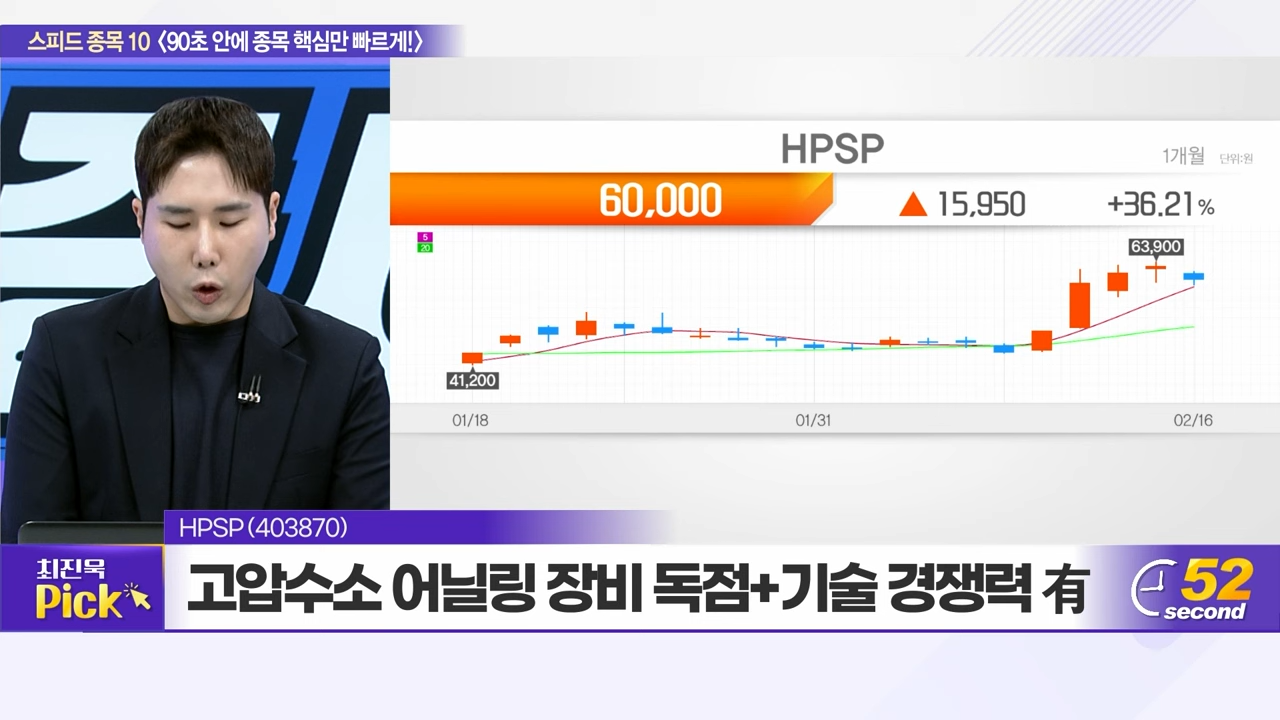 스피드 종목 10 〈90초 안에 종목 핵심만 빠르게!〉
HPSP
1개월 단위:원
60,000 ▲ 15,950 +36.21%
5
20
63,900
41,200
01/18 01/31 02/16
HPSP(403870)
최진욱
Pick
고압수소 어닐링 장비 독점+기술 경쟁력 有
52
second